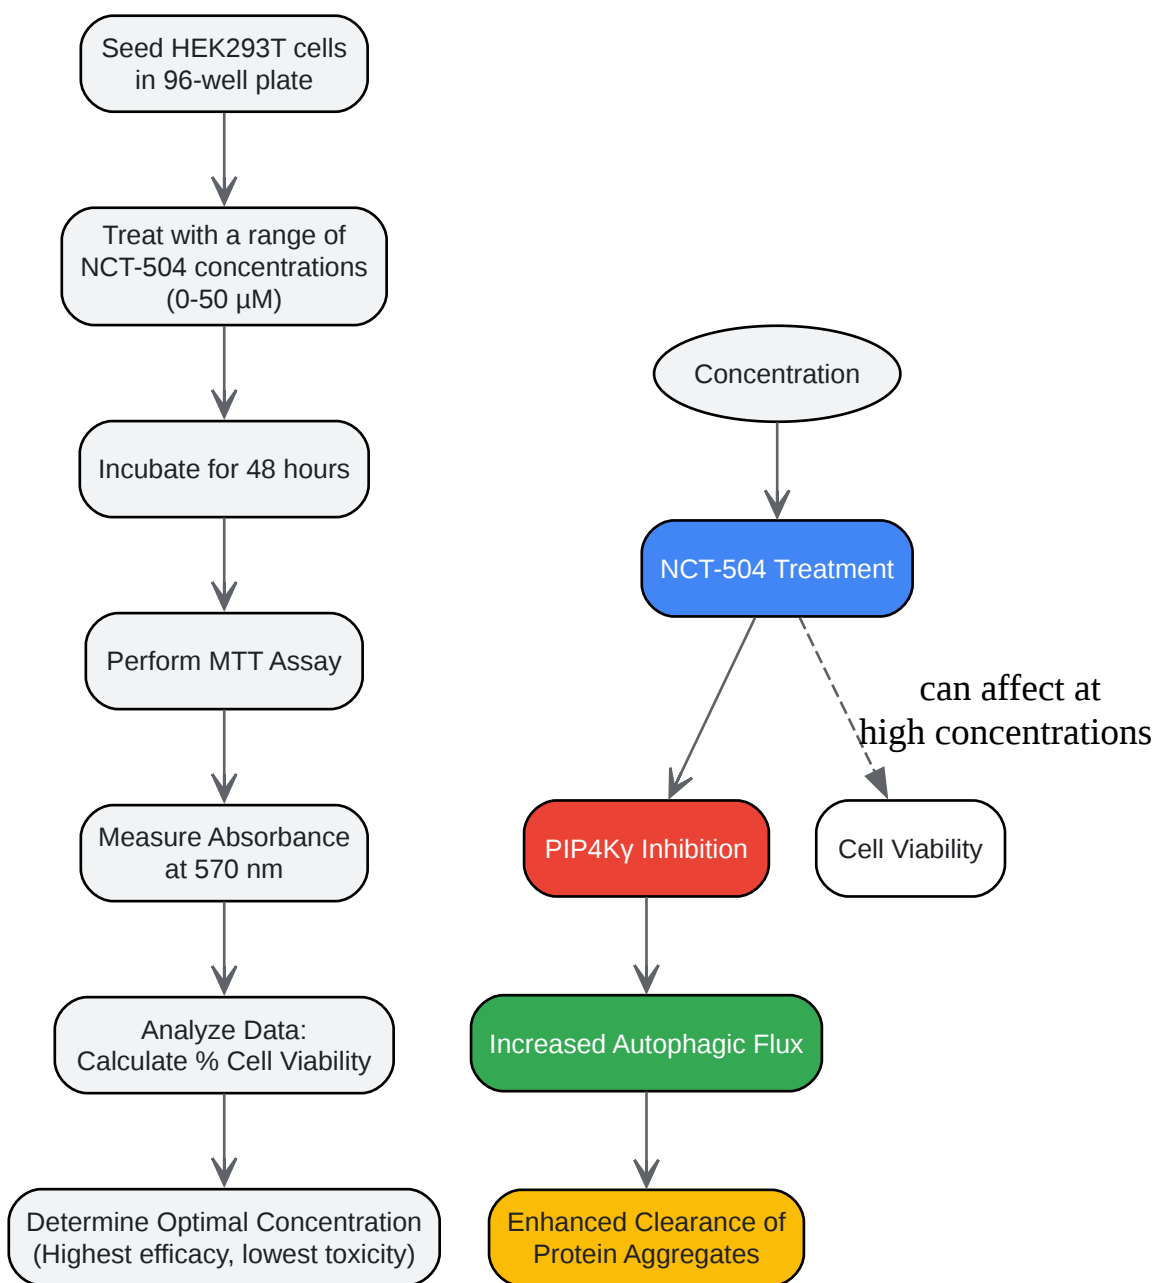 Seed HEK293T cells
in 96-well plate
Treat with a range of
NCT-504 concentrations
(0-50 µM)
Incubate for 48 hours
Perform MTT Assay
Measure Absorbance
at 570 nm
Analyze Data:
Calculate % Cell Viability
Determine Optimal Concentration
(Highest efficacy, lowest toxicity)
Concentration
NCT-504 Treatment
can affect at
high concentrations
PIP4Kγ Inhibition
Cell Viability
Increased Autophagic Flux
Enhanced Clearance of
Protein Aggregates